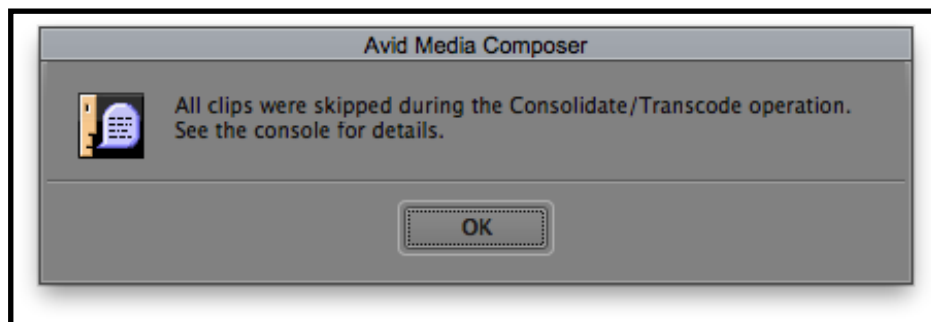 Avid Media Composer
All clips were skipped during the Consolidate/Transcode operation.
See the console for details.
OK